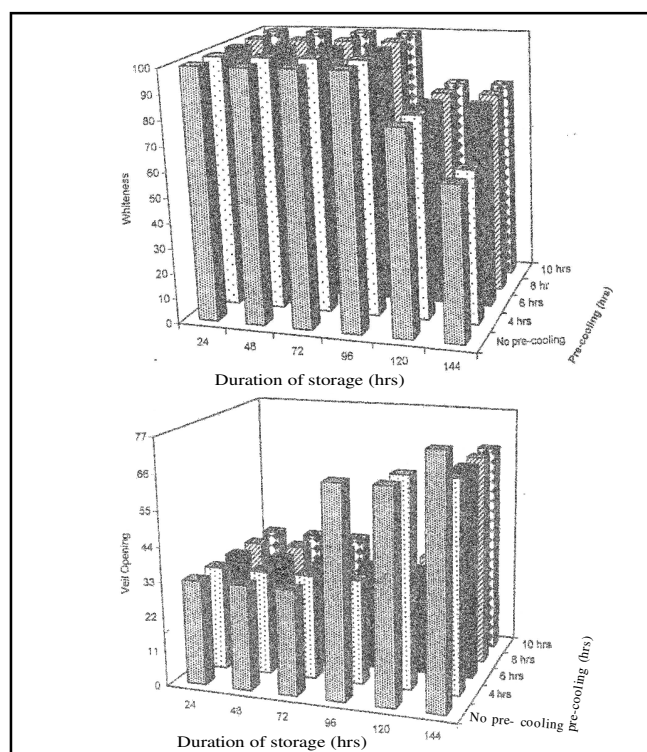 100
90
80
70
60
50
40
30
20
10
0
Whiteness
24
48
72
96
120
144
No pre-cooling
4 hrs
6 hrs
8 hr
10 hrs
Pre-cooling (hrs)
Duration of storage (hrs)
77
66
55
44
33
22
11
0
Veil Opening
24
48
72
96
120
144
No pre- cooling
4 hrs
6 hrs
8 hrs
10 hrs
pre-cooling (hrs)
Duration of storage (hrs)